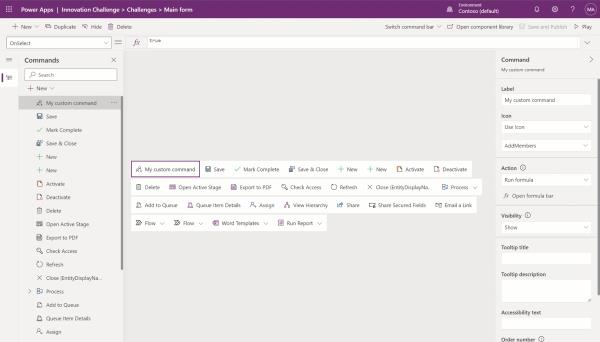 Power Apps | Innovation Challenge > Challenges > Main form
Environment
Contoso (default)
MA
New
Duplicate
Hide
Delete
Switch command bar
Open component library
Save and Publish
Play
OnSelect
fx
true
Commands
Search
New
My custom command
Save
Mark Complete
Save & Close
New
New
Activate
Deactivate
Delete
Open Active Stage
Export to PDF
Check Access
Refresh
Close (EntityDisplayNa...
Process
Add to Queue
Queue Item Details
Assign
My custom command Save Mark Complete Save & Close New New Activate Deactivate
Delete Open Active Stage Export to PDF Check Access Refresh Close (EntityDisplayNa... Process
Add to Queue Queue Item Details Assign View Hierarchy Share Share Secured Fields Email a Link
Flow Flow Word Templates Run Report
Command
My custom command
Label
My custom command
Icon
Use Icon
AddMembers
Action
Run formula
fx Open formula bar
Visibility
Show
Tooltip title
Tooltip description
Accessibility text
Order number